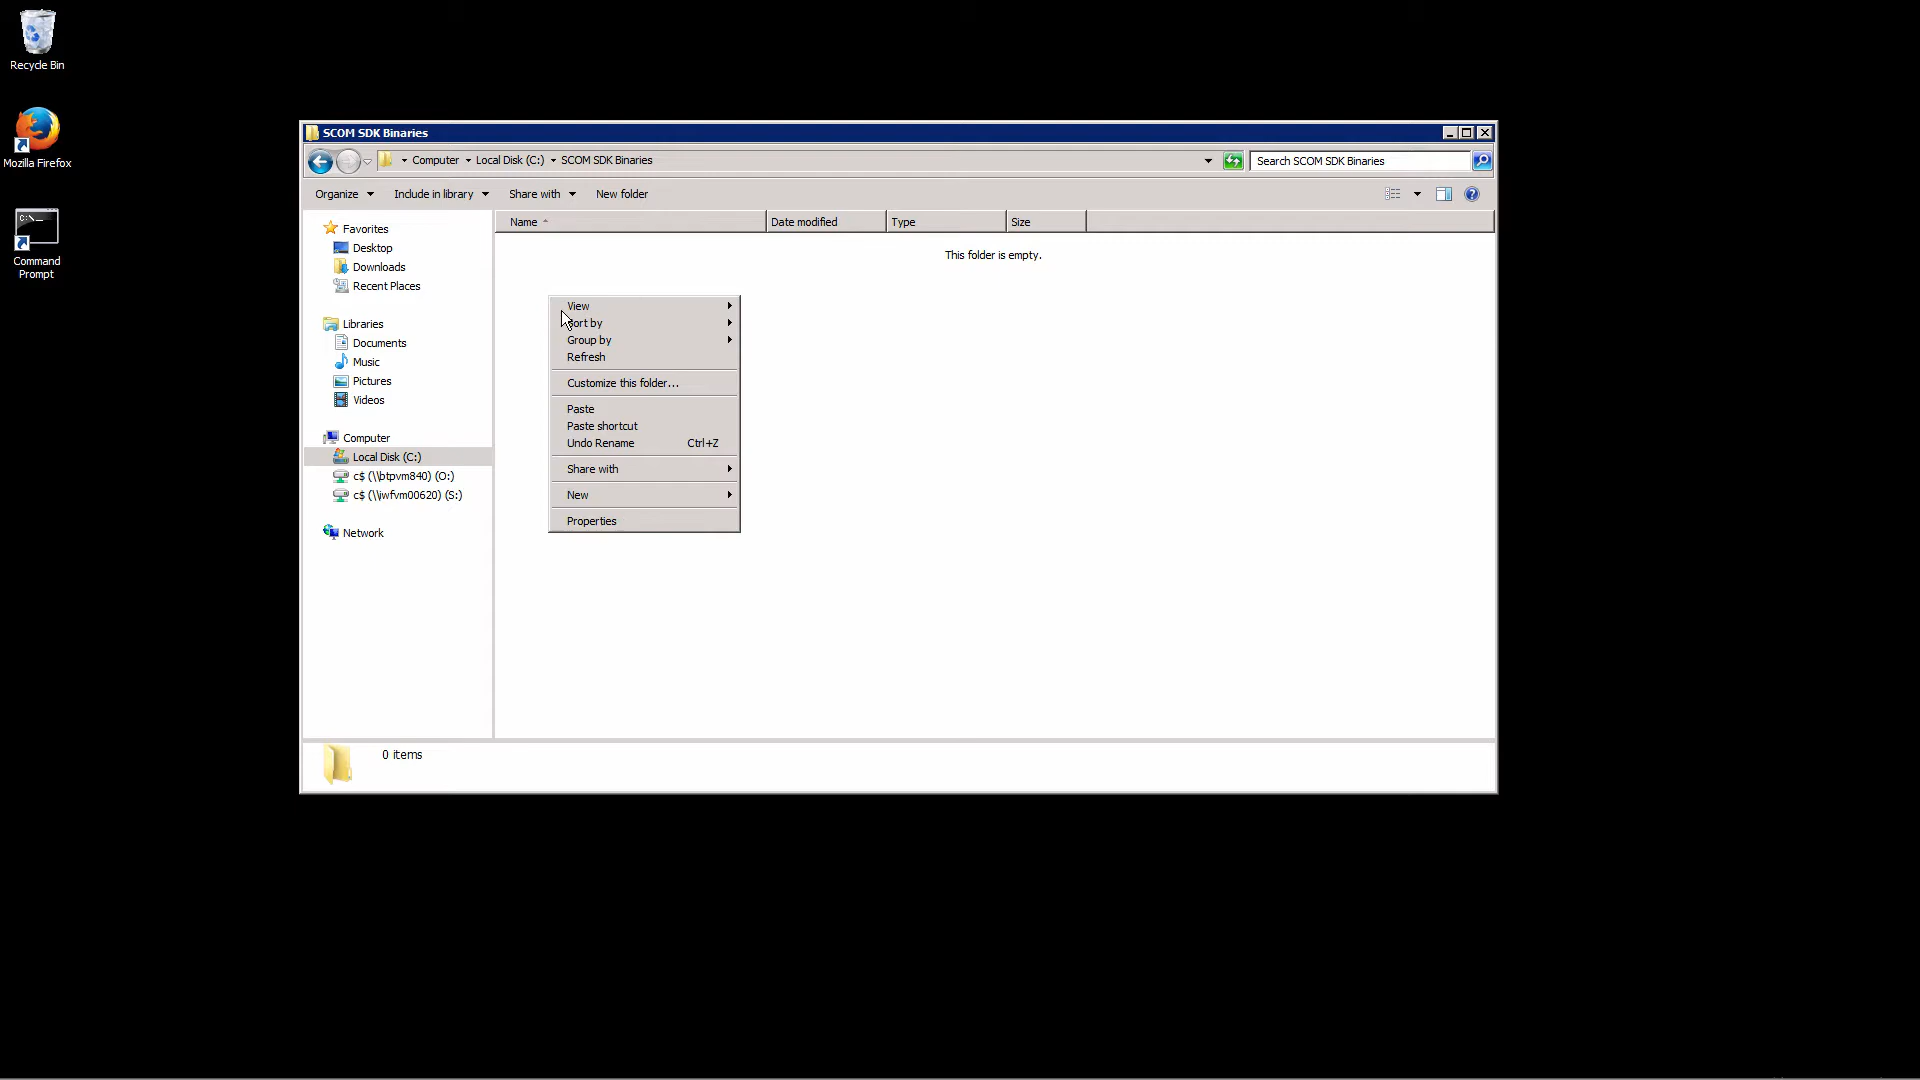 Recycle Bin
Mozilla Firefox
Command
Prompt
SCOM SDK Binaries
Computer Local Disk (C:) SCOM SDK Binaries
Search SCOM SDK Binaries
Organize Include in library Share with New folder
Favorites
Desktop
Downloads
Recent Places
Libraries
Documents
Music
Pictures
Videos
Computer
Local Disk (C:)
c$ (\\btpvm840) (O:)
c$ (\\iwfvm00620) (S:)
Network
Name Date modified Type Size
This folder is empty.
View
Sort by
Group by
Refresh
Customize this folder...
Paste
Paste shortcut
Undo Rename Ctrl+Z
Share with
New
Properties
0 items